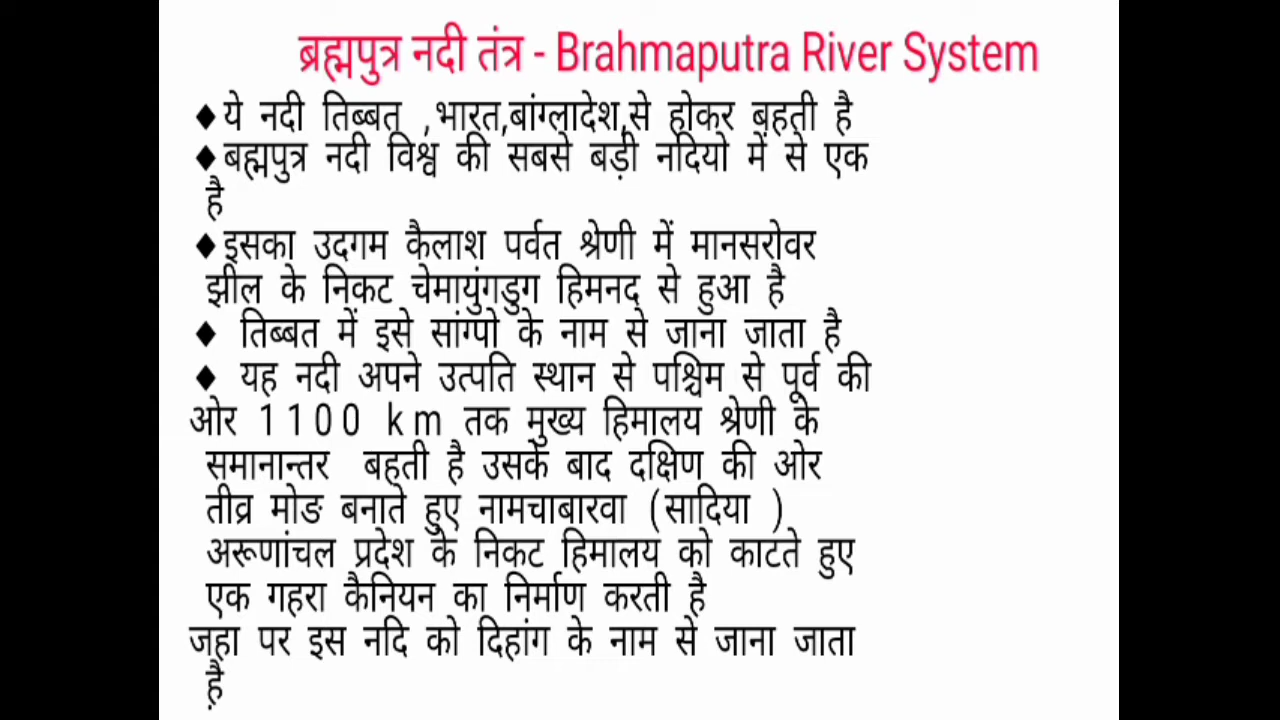 ब्रह्मपुत्र नदी तंत्र - Brahmaputra River System
♦ये नदी तिब्बत ,भारत,बांग्लादेश,से होकर बहती है
♦बह्मपुत्र नदी विश्व की सबसे बड़ी नदियो में से एक
है
♦इसका उदगम कैलाश पर्वत श्रेणी में मानसरोवर
झील के निकट चेमायुंगडुग हिमनद से हुआ है
♦ तिब्बत में इसे सांग्पो के नाम से जाना जाता है
♦ यह नदी अपने उत्पति स्थान से पश्चिम से पूर्व की
ओर 1100 km तक मुख्य हिमालय श्रेणी के
समानान्तर बहती है उसके बाद दक्षिण की ओर
तीव्र मोङ बनाते हुए नामचाबारवा (सादिया )
अरूणांचल प्रदेश के निकट हिमालय को काटते हुए
एक गहरा कैनियन का निर्माण करती है
जहा पर इस नदि को दिहांग के नाम से जाना जाता
है